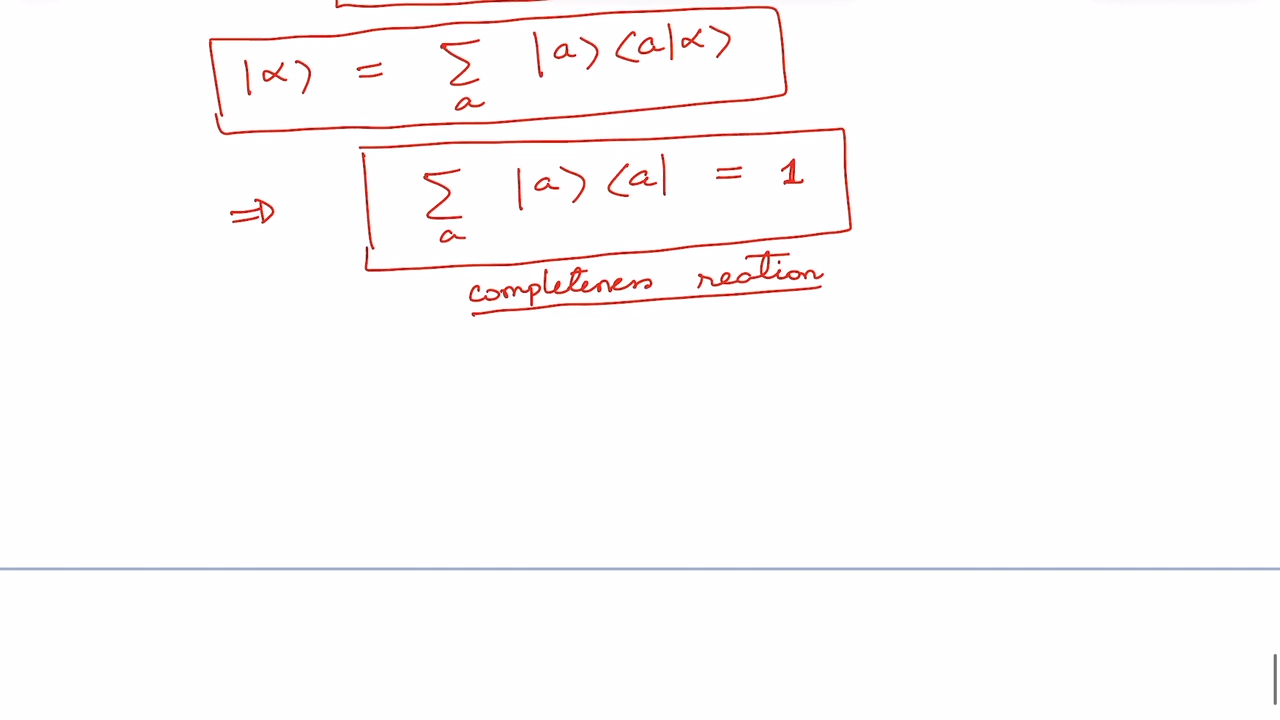 |α⟩ = ∑ₐ |a⟩⟨a|α⟩
⇒ ∑ₐ |a⟩⟨a| = 1
completeness reation